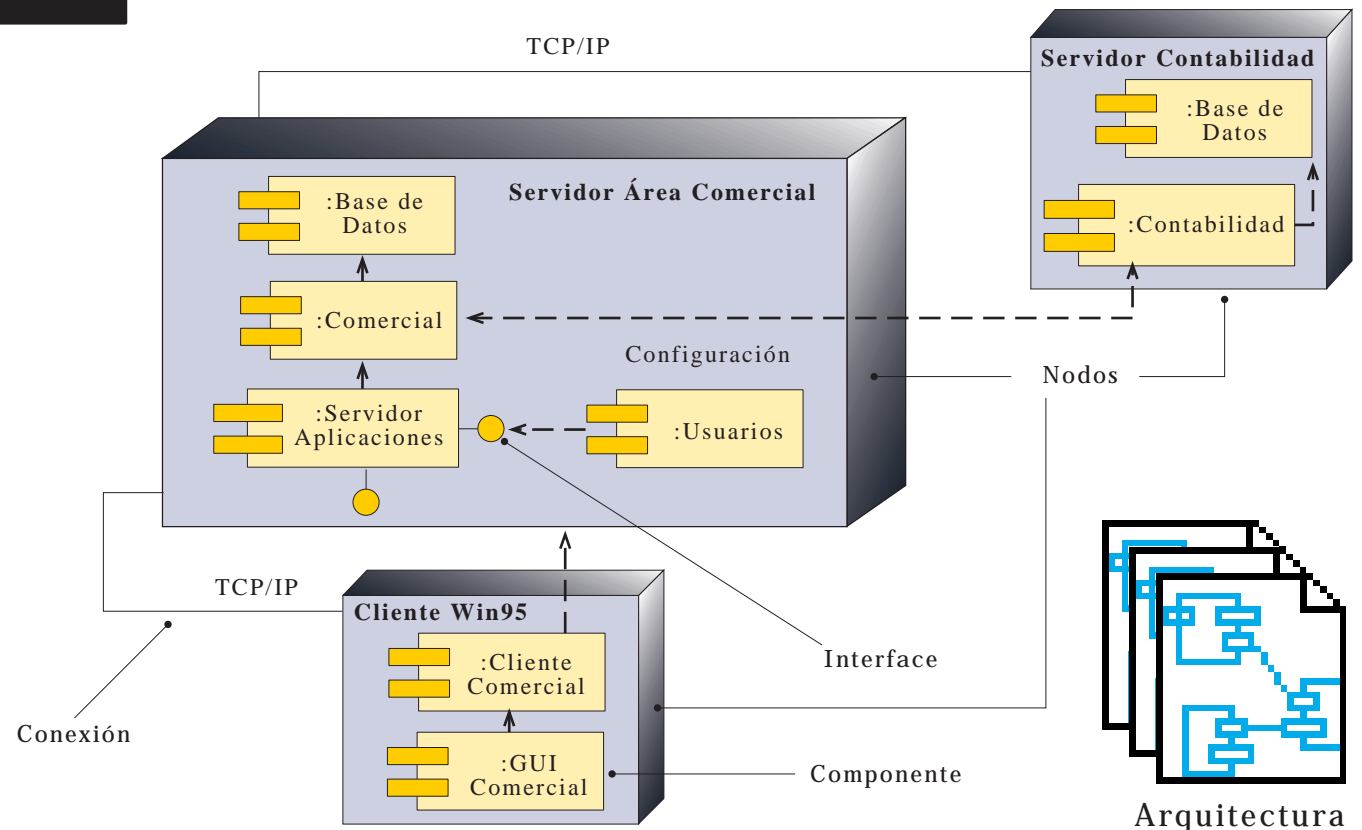 TCP/IP
Servidor Contabilidad
:Base de
Datos
:Contabilidad
Servidor Área Comercial
:Base de
Datos
:Comercial
Configuración
:Servidor
Aplicaciones
:Usuarios
Nodos
TCP/IP
Cliente Win95
:Cliente
Comercial
:GUI
Comercial
Interface
Conexión
Componente
Arquitectura